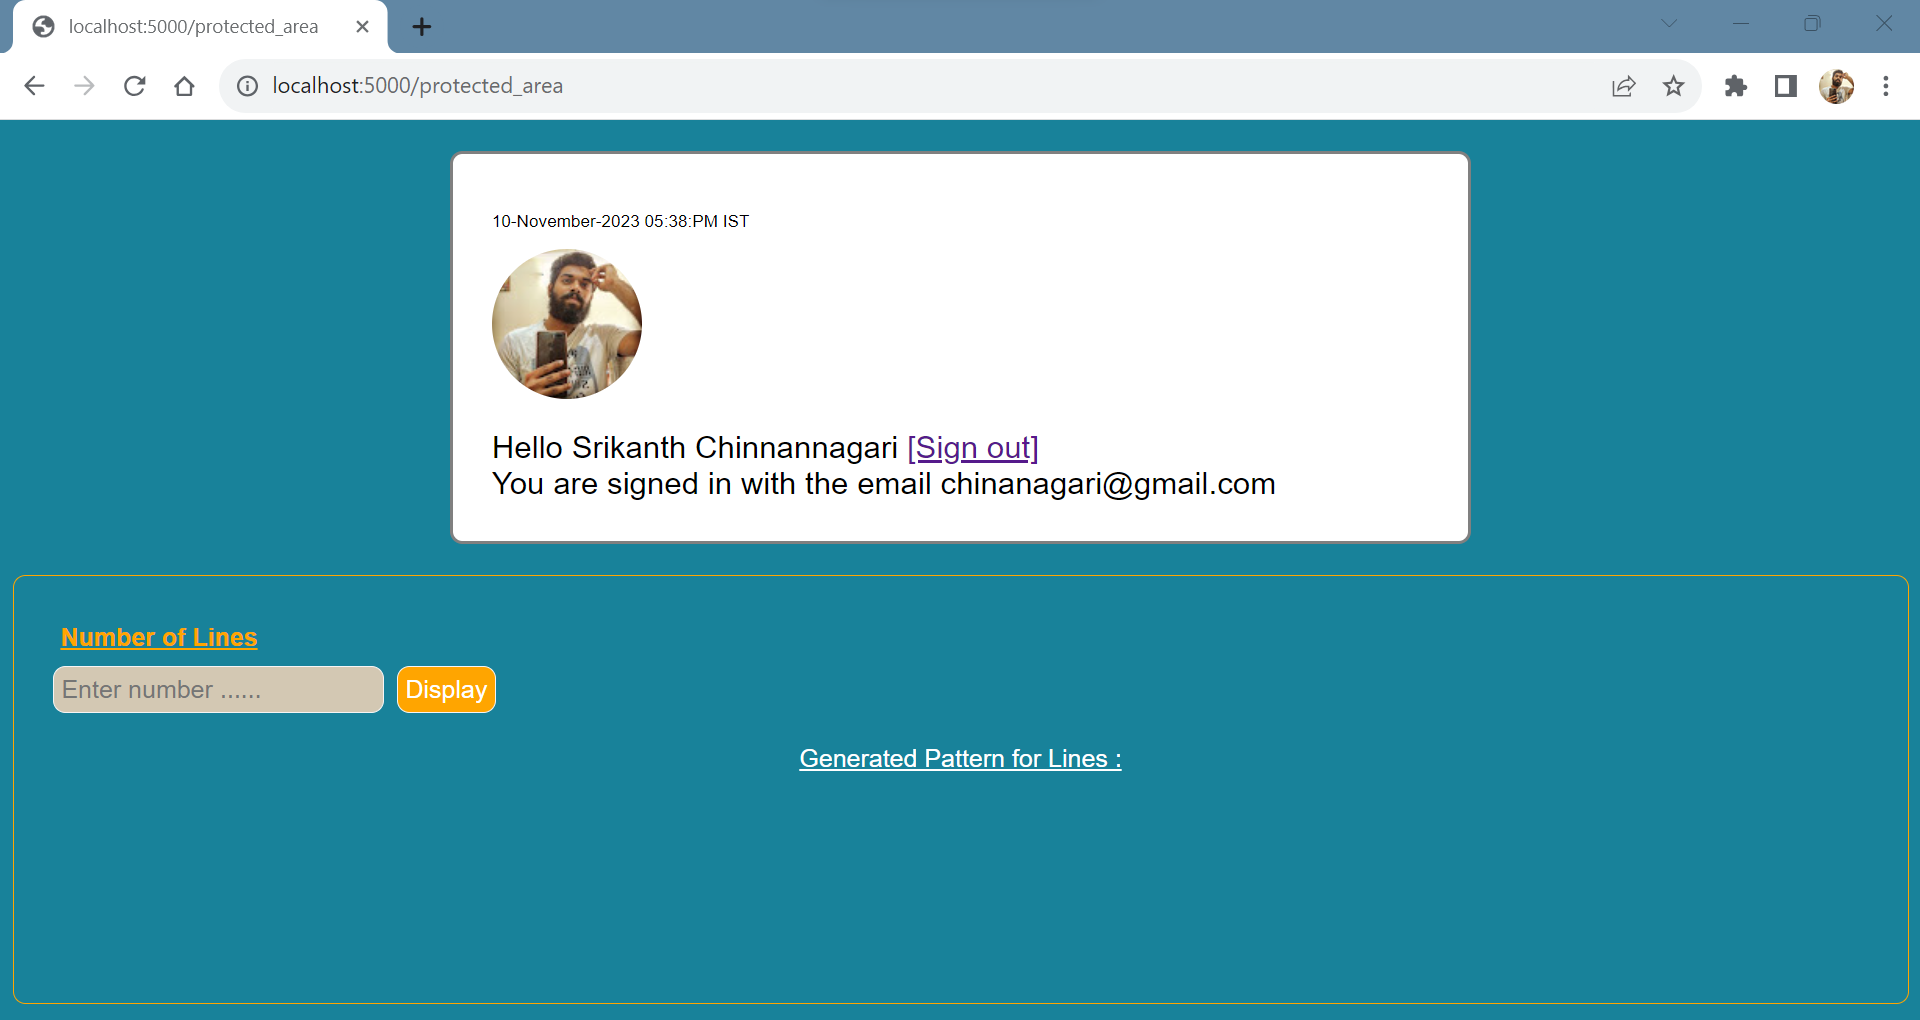 localhost:5000/protected_area
localhost:5000/protected_area
10-November-2023 05:38:PM IST
Hello Srikanth Chinnannagari [Sign out]
You are signed in with the email chinanagari@gmail.com
Number of Lines
Enter number ......
Display
Generated Pattern for Lines :